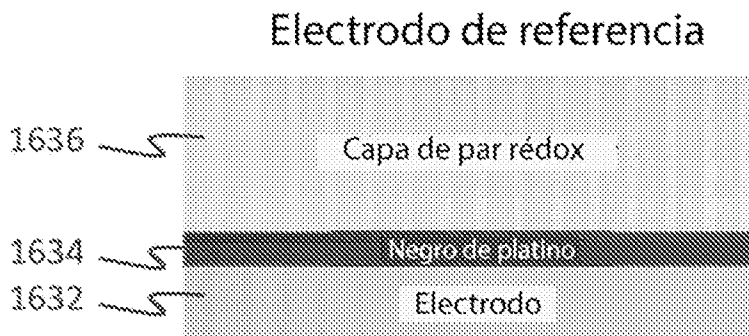 Electrodo de referencia
1636
Capa de par rédox
1634
Negro de platino
1632
Electrodo